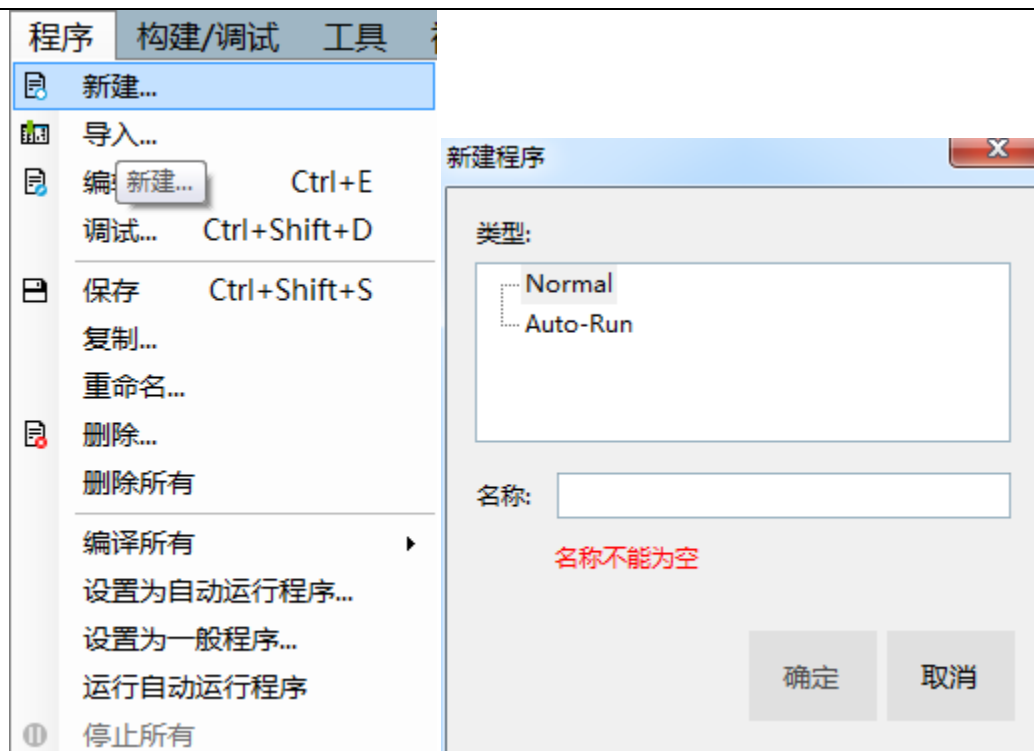 程序 构建/调试 工具
新建...
导入...
新建... Ctrl+E
调试... Ctrl+Shift+D
保存 Ctrl+Shift+S
复制...
重命名...
删除...
删除所有
编译所有
设置为自动运行程序...
设置为一般程序...
运行自动运行程序
停止所有
新建程序
类型:
Normal
Auto-Run
名称:
名称不能为空
确定 取消